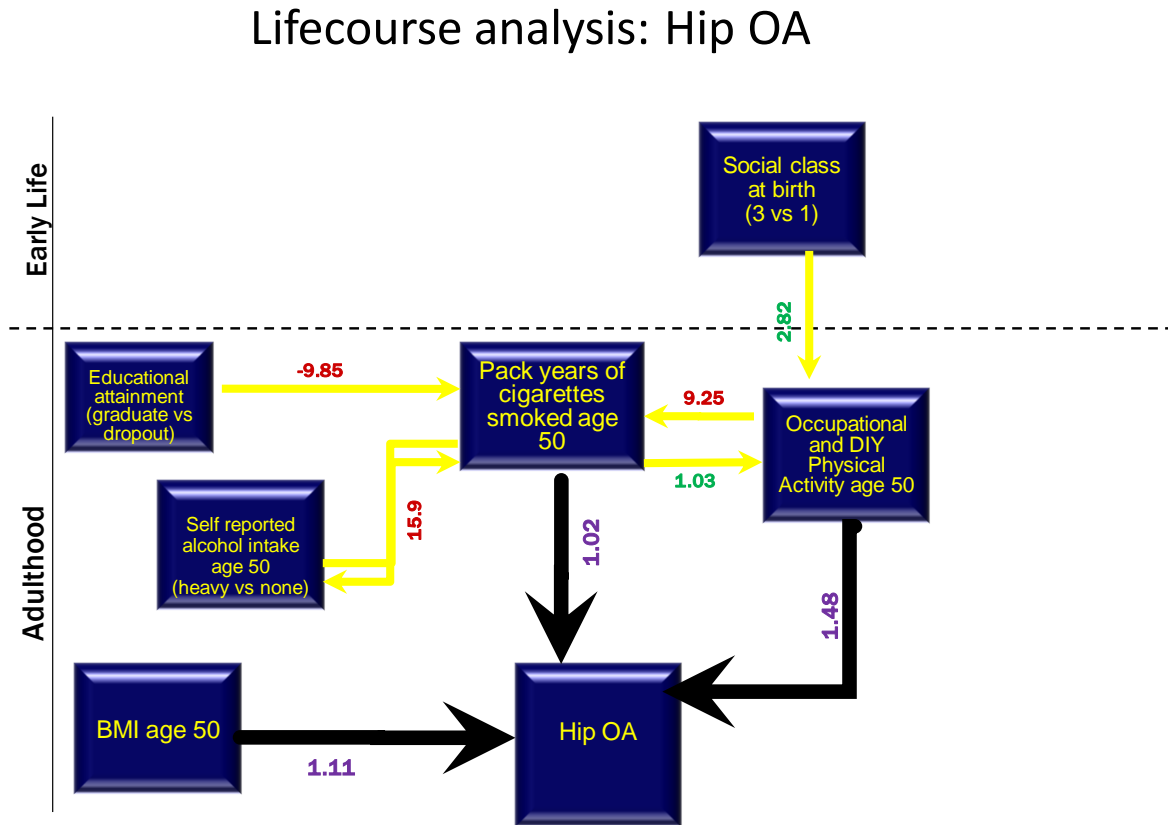 Lifecourse analysis: Hip OA
Early Life
Social class
at birth
(3 vs 1)
2.82
Educational
attainment
(graduate vs
dropout)
-9.85
Pack years of
cigarettes
smoked age
50
9.25
1.03
Occupational
and DIY
Physical
Activity age 50
Adulthood
Self reported
alcohol intake
age 50
(heavy vs none)
15.9
1.02
1.48
BMI age 50
1.11
Hip OA